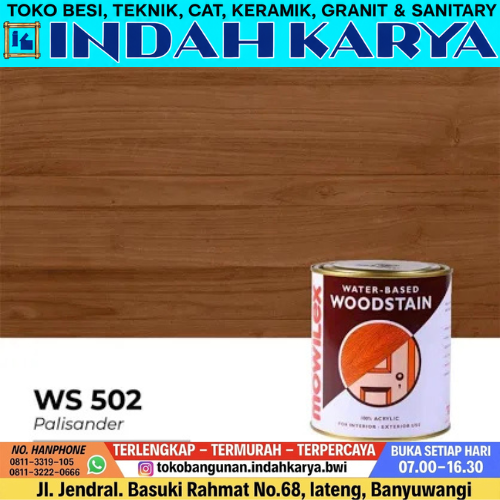 TOKO BESI, TEKNIK, CAT, KERAMIK, GRANIT & SANITARY
INDAH KARYA
WS 502
Palisander
mowilex
WATER-BASED
WOODSTAIN
100% ACRYLIC
FOR INTERIOR - EXTERIOR USE
NO. HANPHONE
0811-3319-105
0811-3222-0666
TERLENGKAP – TERMURAH – TERPERCAYA
tokobangunan.indahkarya.bwi
BUKA SETIAP HARI
07.00-16.30
Jl. Jendral. Basuki Rahmat No.68, lateng, Banyuwangi